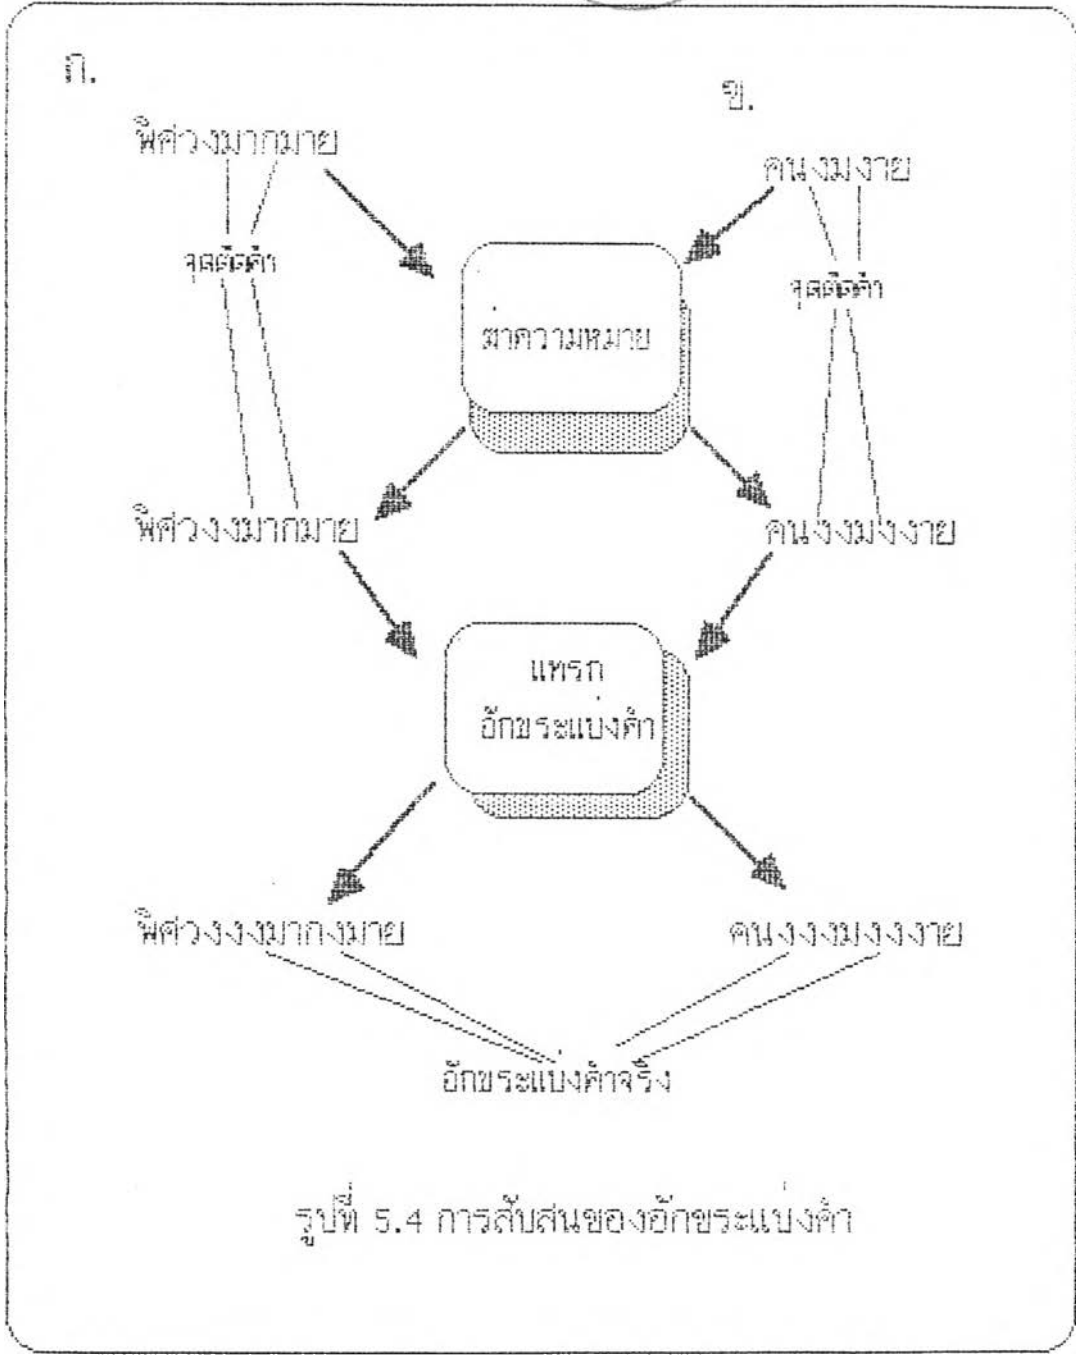 ก.
ข.
พิศวงมากมาย
คนงมงาย
จุดตัดคำ
จุดตัดคำ
ฆ่าความหมาย
พิศวงงมากมาย
คนงงมงงาย
แทรก
อักขระแบ่งคำ
พิศวงงงมากงมาย
คนงงงมงงงาย
อักขระแบ่งคำจริง
รูปที่ 5.4 การสับสนของอักขระแบ่งคำ